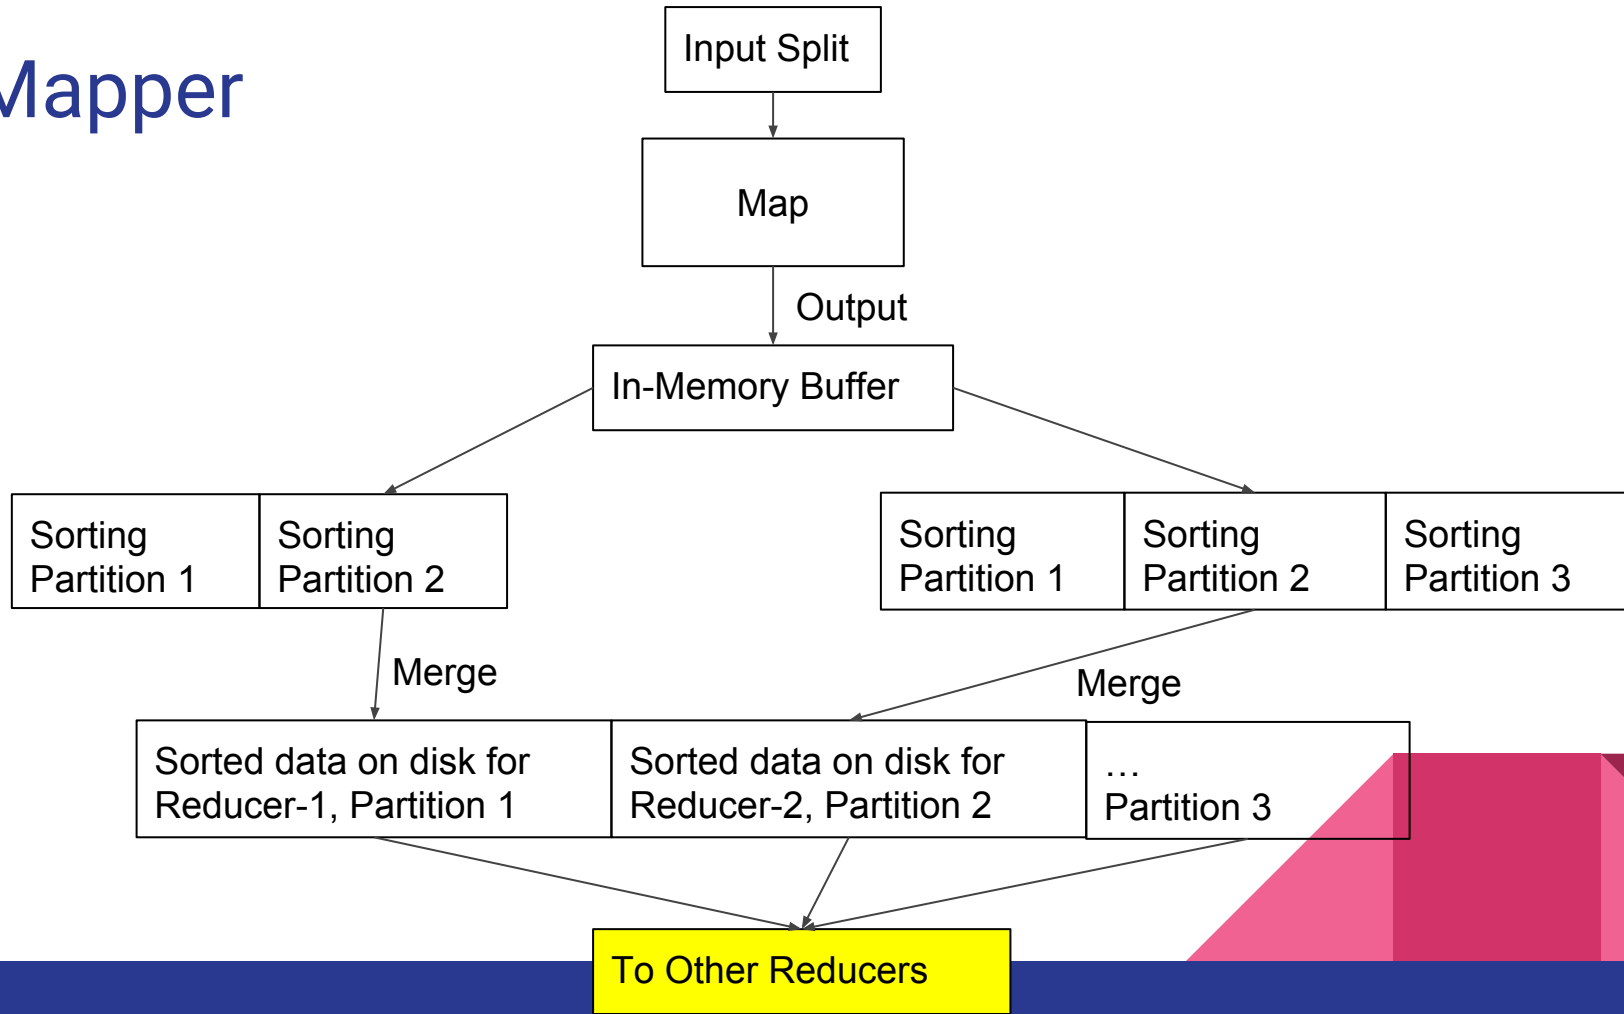 Mapper
Input Split
Map
Output
In-Memory Buffer
Sorting
Partition 1
Sorting
Partition 2
Sorting
Partition 1
Sorting
Partition 2
Sorting
Partition 3
Merge
Merge
Sorted data on disk for
Reducer-1, Partition 1
Sorted data on disk for
Reducer-2, Partition 2
…
Partition 3
To Other Reducers